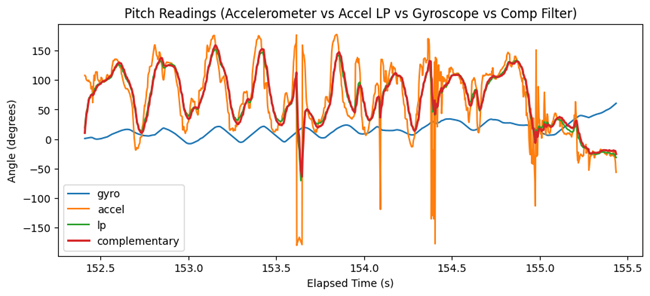 Pitch Readings (Accelerometer vs Accel LP vs Gyroscope vs Comp Filter)
Angle (degrees)
150
100
50
0
−50
−100
−150
gyro
accel
lp
complementary
152.5 153.0 153.5 154.0 154.5 155.0 155.5
Elapsed Time (s)